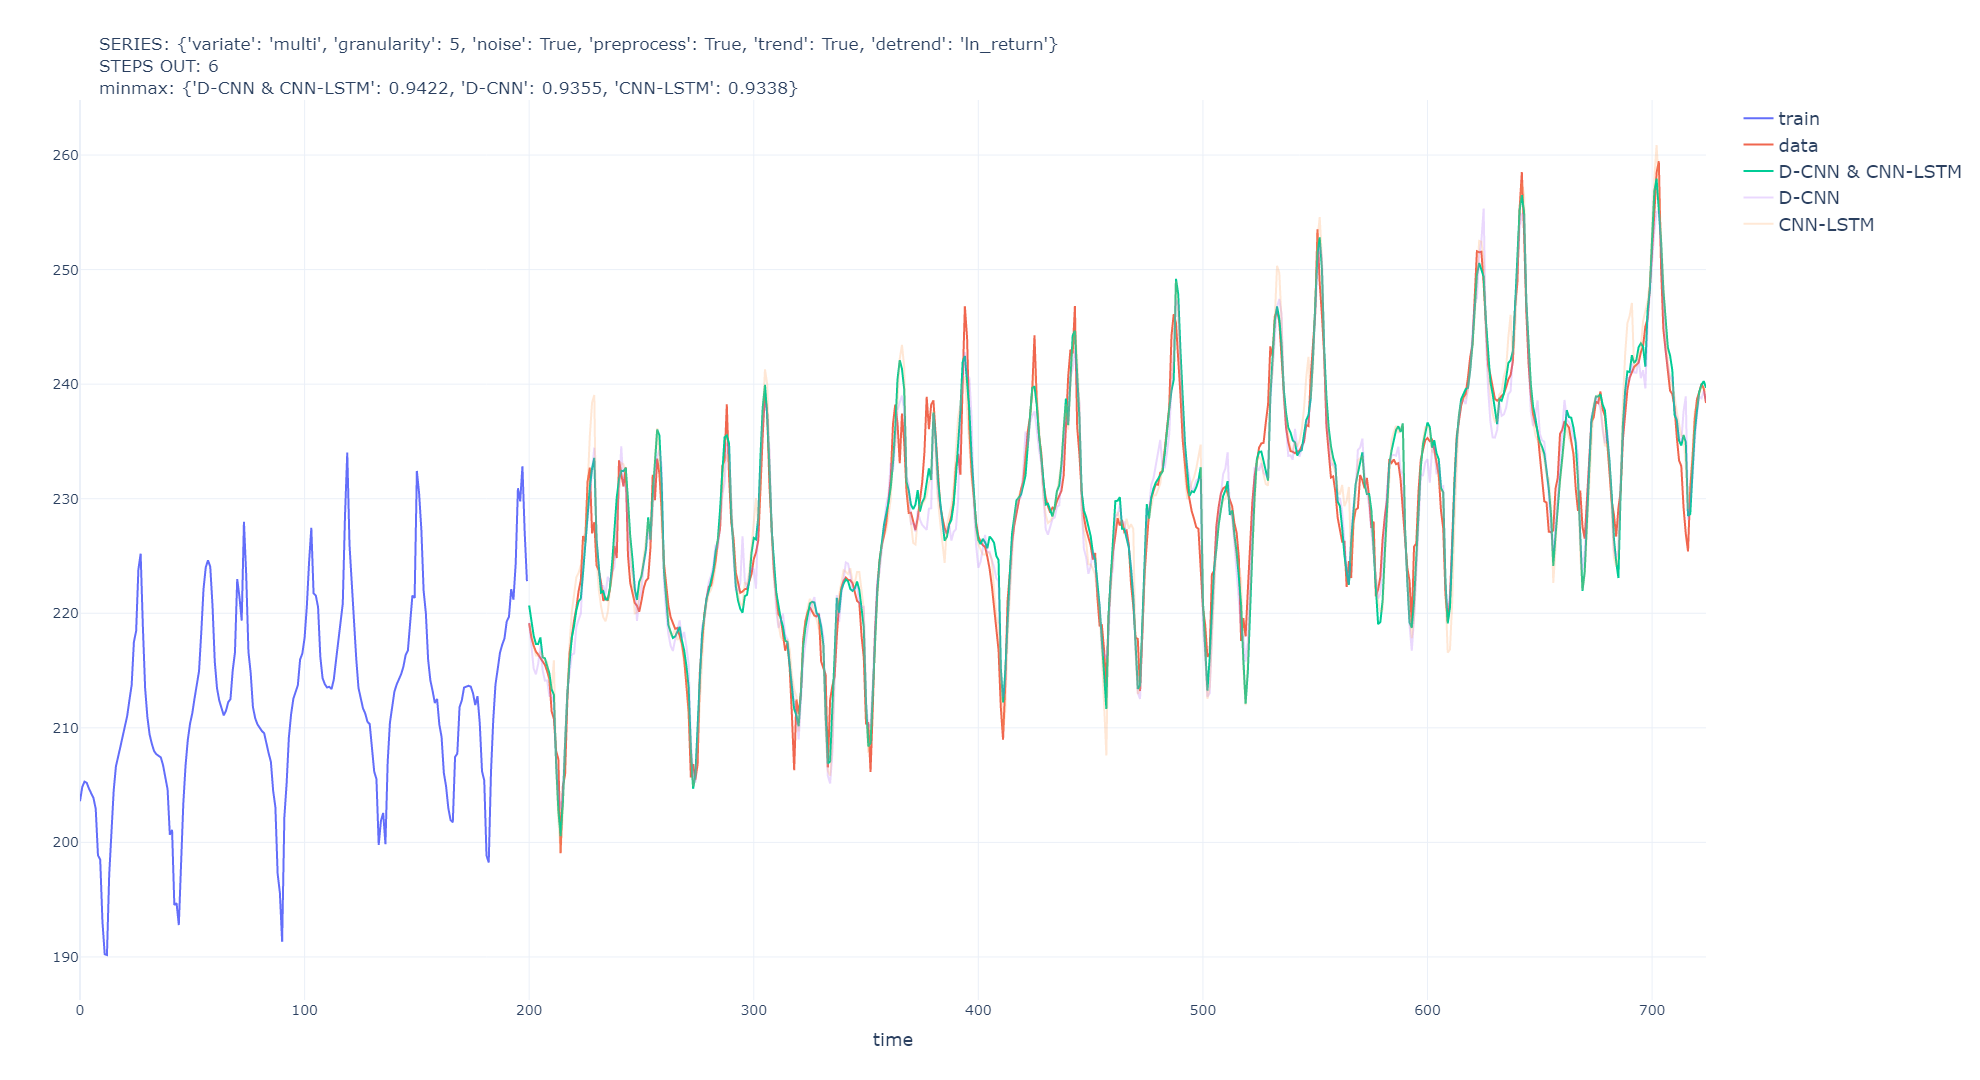 SERIES: {'variate': 'multi', 'granularity': 5, 'noise': True, 'preprocess': True, 'trend': True, 'detrend': 'ln_return'}
STEPS OUT: 6
minmax: {'D-CNN & CNN-LSTM': 0.9422, 'D-CNN': 0.9355, 'CNN-LSTM': 0.9338}
train
data
D-CNN & CNN-LSTM
D-CNN
CNN-LSTM
260
250
240
230
220
210
200
190
0 100 200 300 400 500 600 700
time